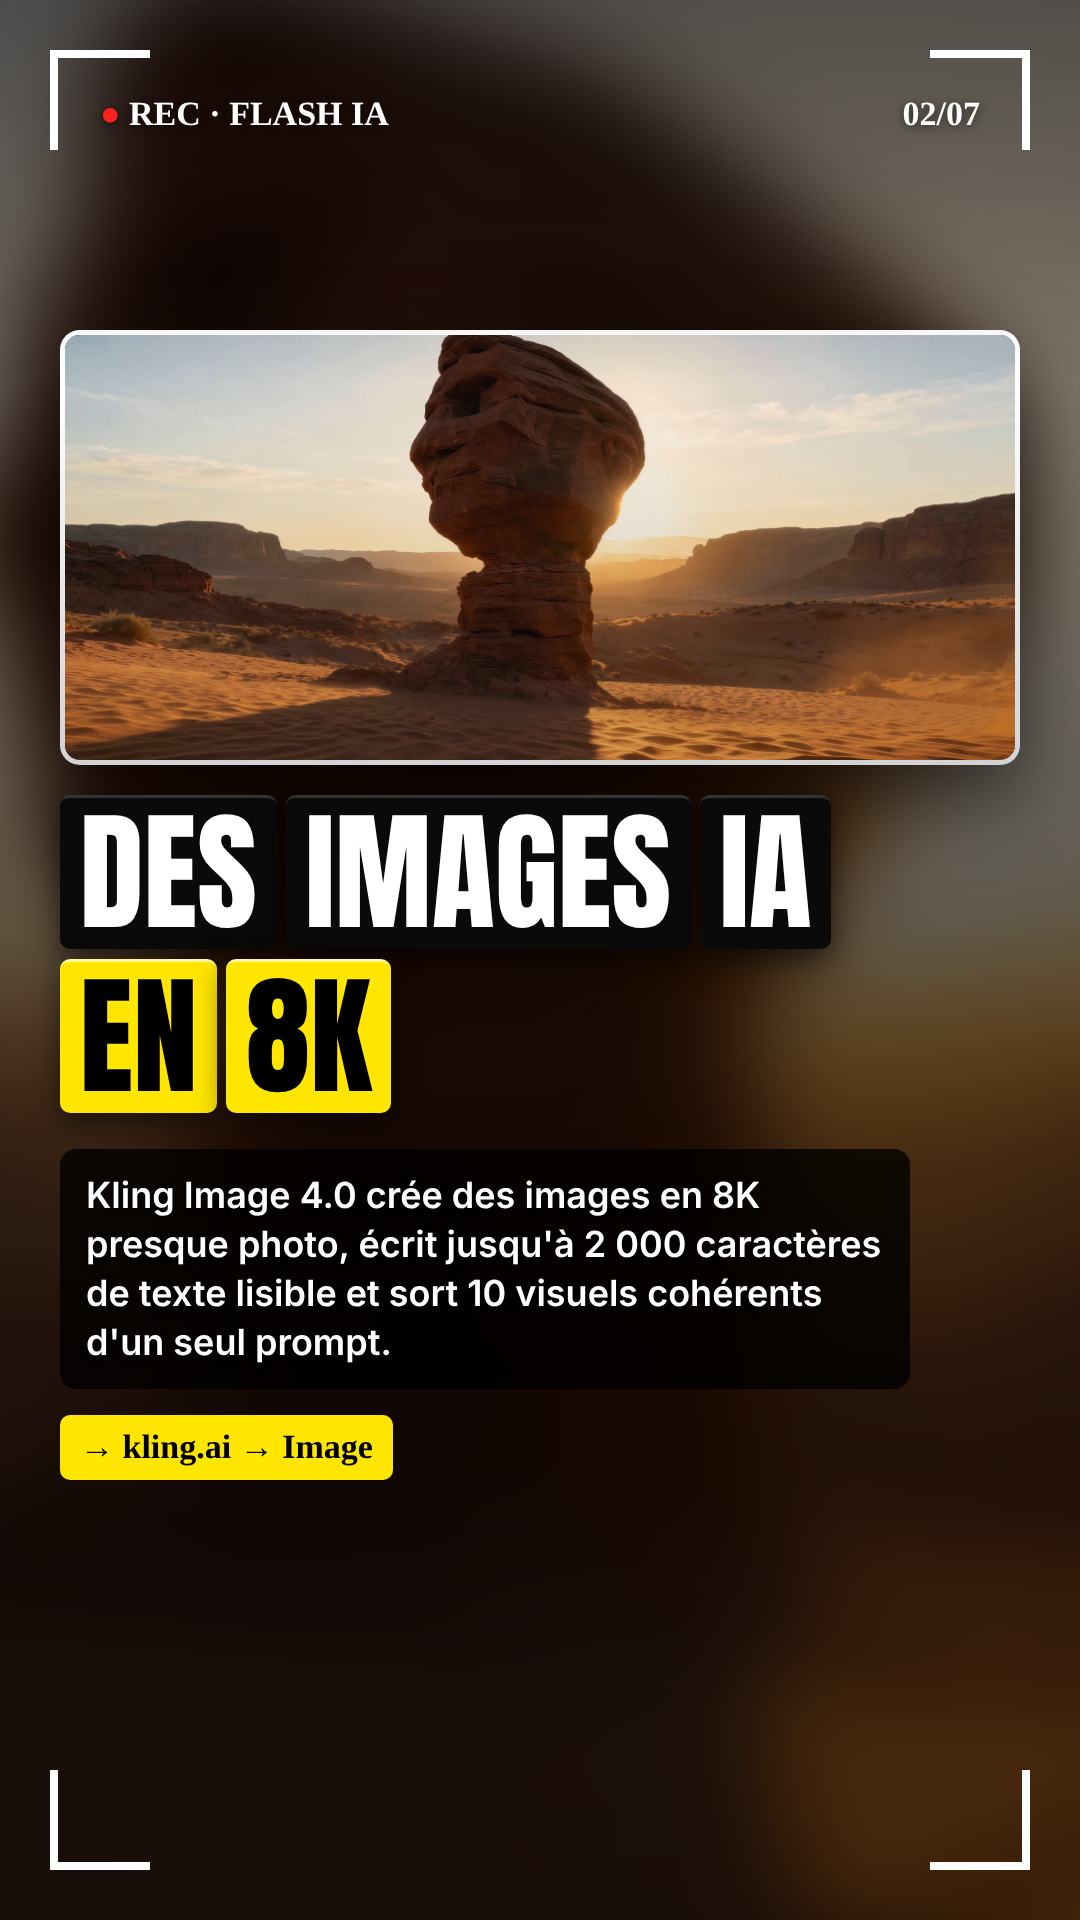 REC · FLASH IA
02/07
DES IMAGES IA
EN 8K
Kling Image 4.0 crée des images en 8K
presque photo, écrit jusqu'à 2 000 caractères
de texte lisible et sort 10 visuels cohérents
d'un seul prompt.
→ kling.ai → Image